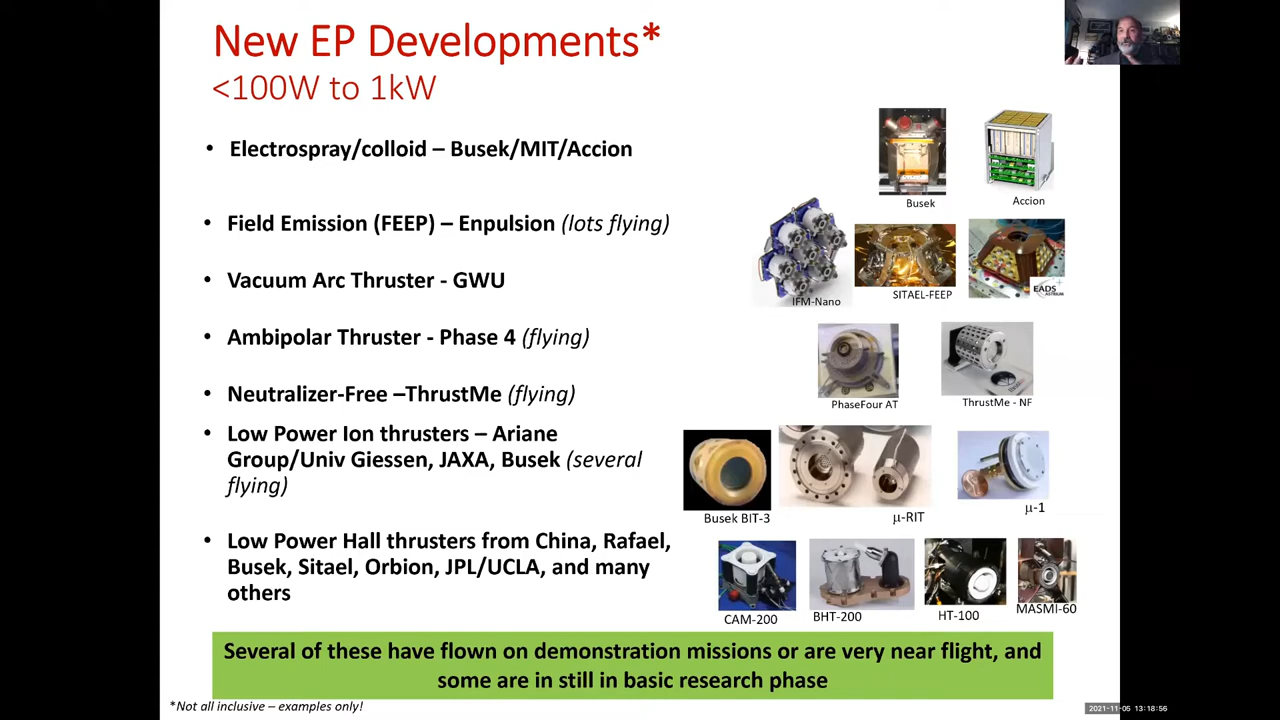 New EP Developments*
<100W to 1kW
• Electrospray/colloid – Busek/MIT/Accion
• Field Emission (FEEP) – Enpulsion (lots flying)
• Vacuum Arc Thruster - GWU
• Ambipolar Thruster - Phase 4 (flying)
• Neutralizer-Free –ThrustMe (flying)
• Low Power Ion thrusters – Ariane
Group/Univ Giessen, JAXA, Busek (several
flying)
• Low Power Hall thrusters from China, Rafael,
Busek, Sitael, Orbion, JPL/UCLA, and many
others
Busek
Accion
IFM-Nano
SITAEL-FEEP
EADS
ASTRIUM
PhaseFour AT
ThrustMe - NF
Busek BIT-3
μ-RIT
μ-1
CAM-200
BHT-200
HT-100
MASMI-60
Several of these have flown on demonstration missions or are very near flight, and
some are in still in basic research phase
*Not all inclusive – examples only!
2021-11-05 13:18:56